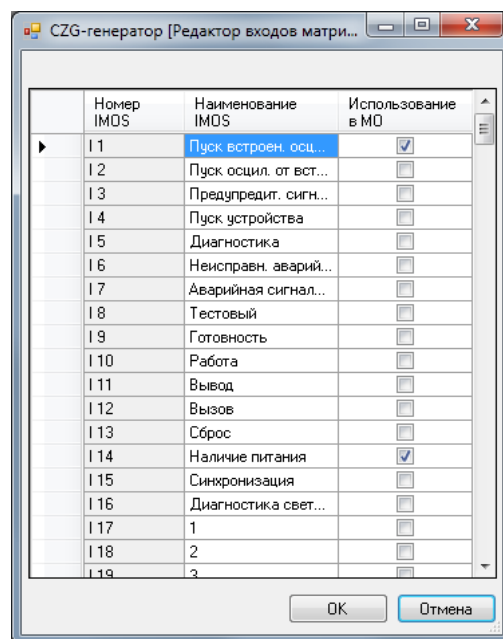 CZG-генератор [Редактор входов матри...
Номер IMOS Наименование IMOS Использование в МО
I 1 Пуск встроен. осц...
I 2 Пуск осцил. от вст...
I 3 Предупредит. сигн...
I 4 Пуск устройства
I 5 Диагностика
I 6 Неисправн. аварий...
I 7 Аварийная сигнал...
I 8 Тестовый
I 9 Готовность
I 10 Работа
I 11 Вывод
I 12 Вызов
I 13 Сброс
I 14 Наличие питания
I 15 Синхронизация
I 16 Диагностика свет...
I 17 1
I 18 2
I 19 3
OK Отмена